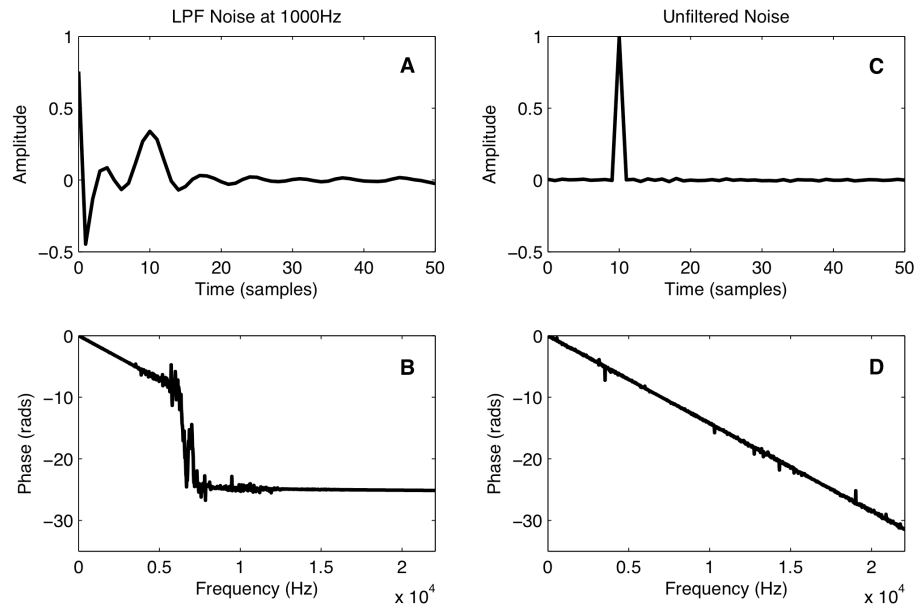 LPF Noise at 1000Hz
1
0.5
0
−0.5
Amplitude
A
0 10 20 30 40 50
Time (samples)
Unfiltered Noise
1
0.5
0
−0.5
Amplitude
C
0 10 20 30 40 50
Time (samples)
0
−10
−20
−30
Phase (rads)
B
0 0.5 1 1.5 2
Frequency (Hz)
x 10^4
0
−10
−20
−30
Phase (rads)
D
0 0.5 1 1.5 2
Frequency (Hz)
x 10^4